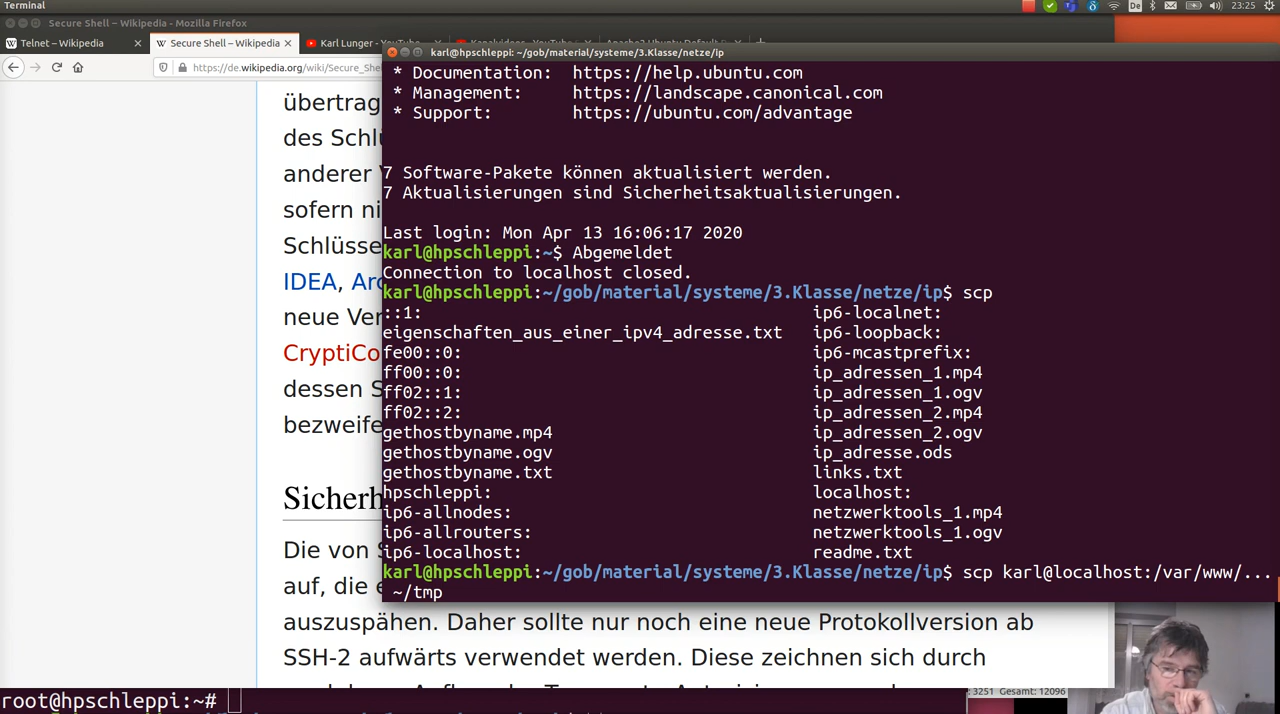 Terminal
De
23:25
Secure Shell – Wikipedia - Mozilla Firefox
Telnet – Wikipedia
Secure Shell – Wikipedia
Karl Lunger - YouTube
https://de.wikipedia.org/wiki/Secure_She
karl@hpschleppi: ~/gob/material/systeme/3.Klasse/netze/ip
* Documentation: https://help.ubuntu.com
* Management: https://landscape.canonical.com
* Support: https://ubuntu.com/advantage
7 Software-Pakete können aktualisiert werden.
7 Aktualisierungen sind Sicherheitsaktualisierungen.
Last login: Mon Apr 13 16:06:17 2020
karl@hpschleppi:~$ Abgemeldet
Connection to localhost closed.
karl@hpschleppi:~/gob/material/systeme/3.Klasse/netze/ip$ scp
::1: ip6-localnet:
eigenschaften_aus_einer_ipv4_adresse.txt ip6-loopback:
fe00::0: ip6-mcastprefix:
ff00::0: ip_adressen_1.mp4
ff02::1: ip_adressen_1.ogv
ff02::2: ip_adressen_2.mp4
gethostbyname.mp4 ip_adressen_2.ogv
gethostbyname.ogv ip_adresse.ods
gethostbyname.txt links.txt
hpschleppi: localhost:
ip6-allnodes: netzwerktools_1.mp4
ip6-allrouters: netzwerktools_1.ogv
ip6-localhost: readme.txt
karl@hpschleppi:~/gob/material/systeme/3.Klasse/netze/ip$ scp karl@localhost:/var/www/...
~/tmp
übertrag
des Schlü
anderer V
sofern ni
Schlüsse
IDEA, Arc
neue Ver
CryptiCo
dessen S
bezweife
Sicherh
Die von S
auf, die e
auszuspähen. Daher sollte nur noch eine neue Protokollversion ab
SSH-2 aufwärts verwendet werden. Diese zeichnen sich durch
root@hpschleppi:~#
3251 Gesamt: 12096